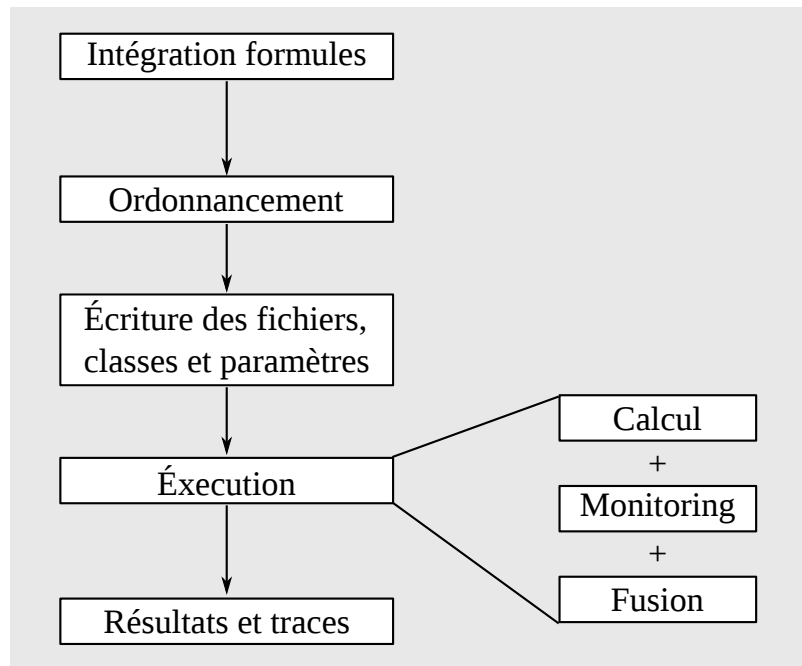 Intégration formules
Ordonnancement
Écriture des fichiers,
classes et paramètres
Éxecution
Résultats et traces
Calcul
+
Monitoring
+
Fusion